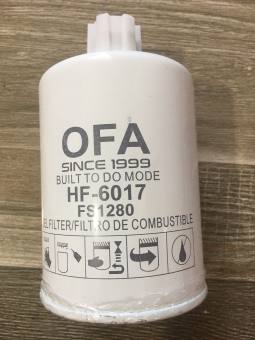 OFA
SINCE 1999
BUILT TO DO MODE
HF-6017
FS1280
EL FILTER/FILTRO DE COMBUSTIBLE